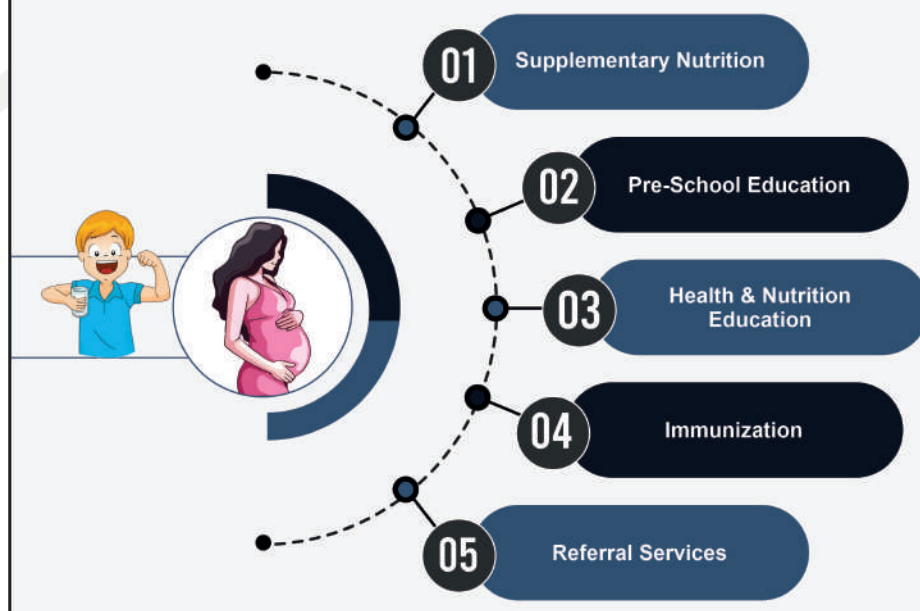 01 Supplementary Nutrition
02 Pre-School Education
03 Health & Nutrition
Education
04 Immunization
05 Referral Services